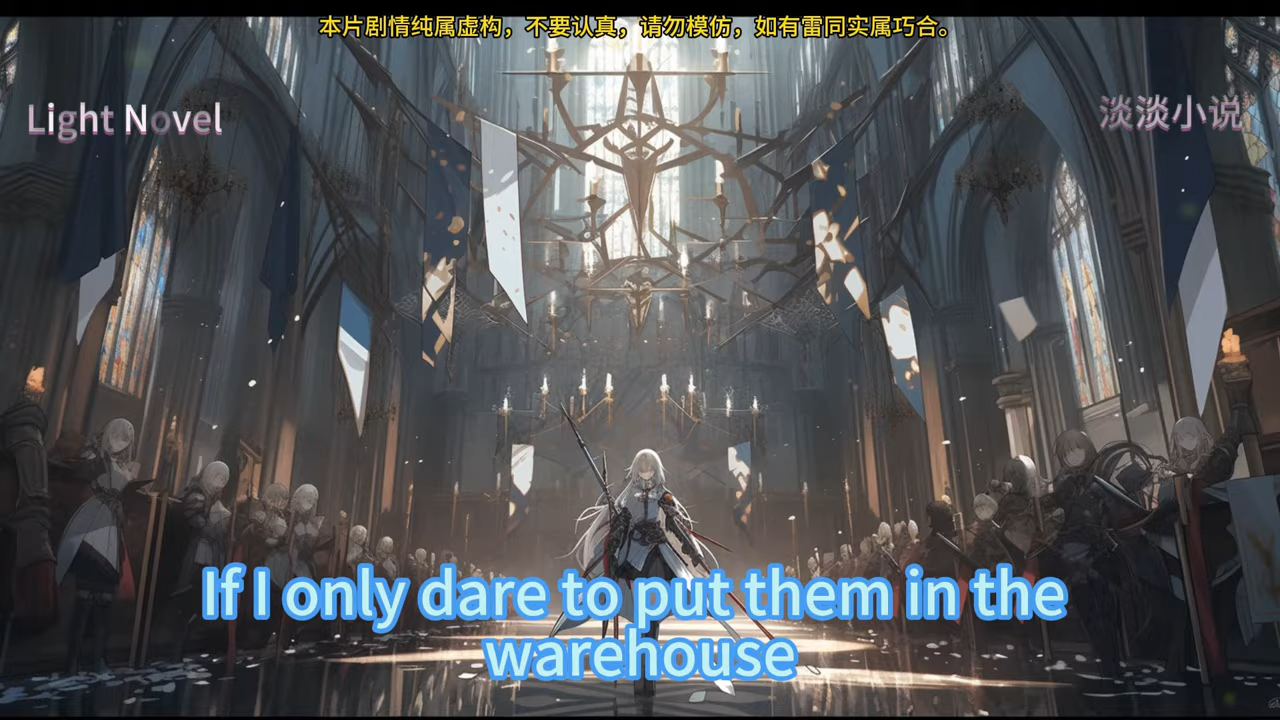 本片剧情纯属虚构，不要认真，请勿模仿，如有雷同实属巧合。
Light Novel
淡淡小说
If I only dare to put them in the
warehouse